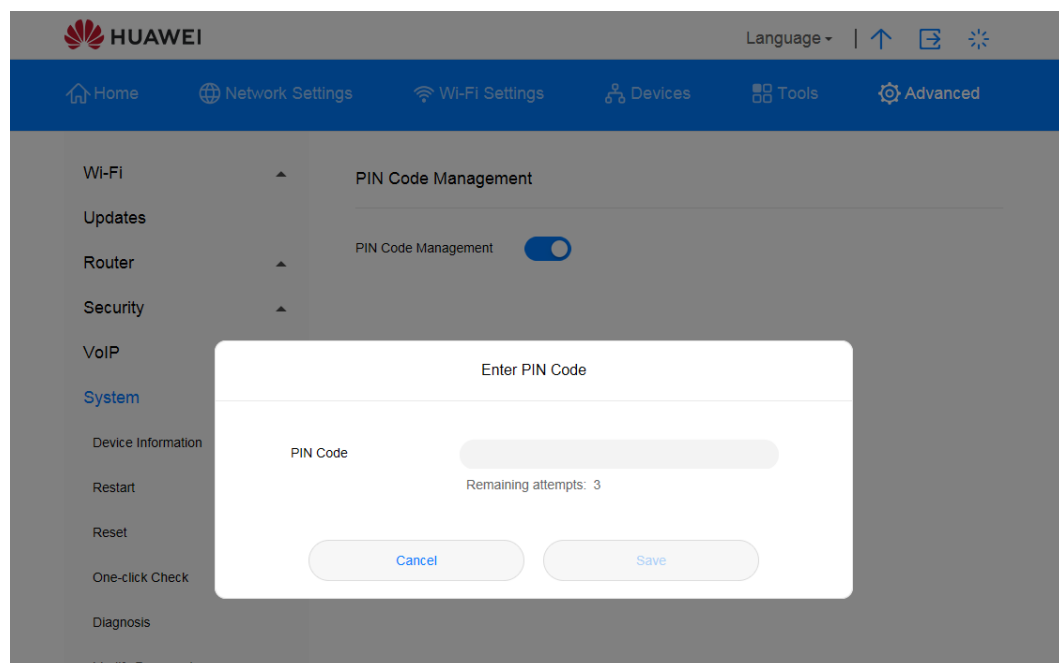 HUAWEI
Language
Home
Network Settings
Wi-Fi Settings
Devices
Tools
Advanced
Wi-Fi
Updates
Router
Security
VoIP
System
Device Information
Restart
Reset
One-click Check
Diagnosis
PIN Code Management
PIN Code Management
Enter PIN Code
PIN Code
Remaining attempts: 3
Cancel
Save